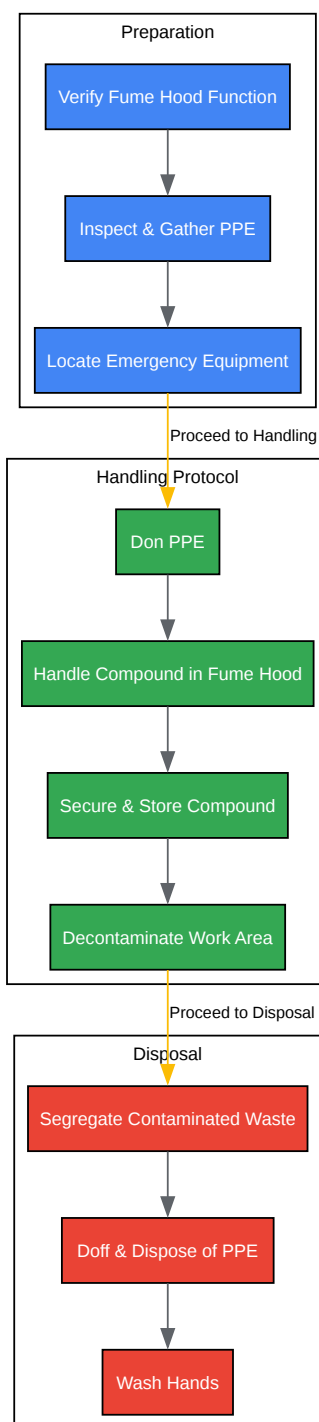 Preparation
Verify Fume Hood Function
Inspect & Gather PPE
Locate Emergency Equipment
Proceed to Handling
Handling Protocol
Don PPE
Handle Compound in Fume Hood
Secure & Store Compound
Decontaminate Work Area
Proceed to Disposal
Disposal
Segregate Contaminated Waste
Doff & Dispose of PPE
Wash Hands